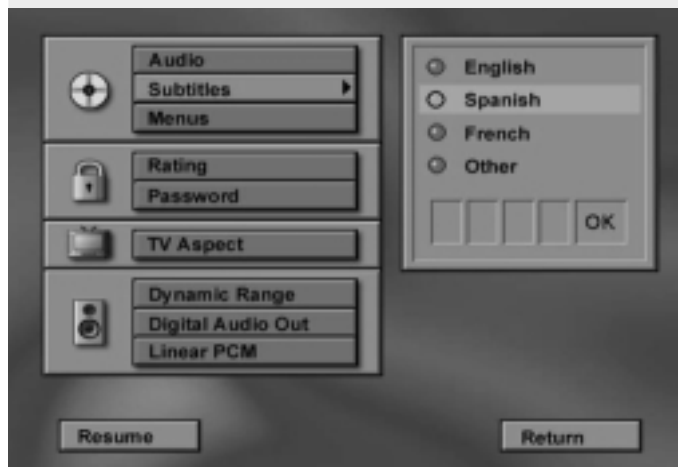 Audio
Subtitles
Menus
Rating
Password
TV Aspect
Dynamic Range
Digital Audio Out
Linear PCM
English
Spanish
French
Other
OK
Resume
Return